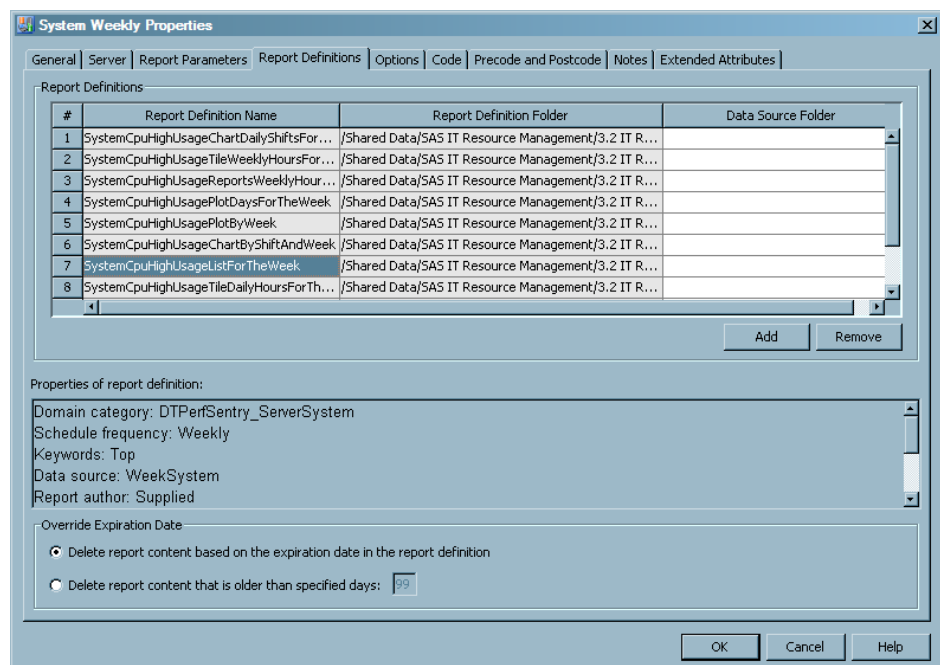 System Weekly Properties
General Server Report Parameters Report Definitions Options Code Precode and Postcode Notes Extended Attributes
Report Definitions
# Report Definition Name Report Definition Folder Data Source Folder
1 SystemCpuHighUsageChartDailyShiftsFor... /Shared Data/SAS IT Resource Management/3.2 IT R...
2 SystemCpuHighUsageTileWeeklyHoursFor... /Shared Data/SAS IT Resource Management/3.2 IT R...
3 SystemCpuHighUsageReportsWeeklyHour... /Shared Data/SAS IT Resource Management/3.2 IT R...
4 SystemCpuHighUsagePlotDaysForTheWeek /Shared Data/SAS IT Resource Management/3.2 IT R...
5 SystemCpuHighUsagePlotByWeek /Shared Data/SAS IT Resource Management/3.2 IT R...
6 SystemCpuHighUsageChartByShiftAndWeek /Shared Data/SAS IT Resource Management/3.2 IT R...
7 SystemCpuHighUsageListForTheWeek /Shared Data/SAS IT Resource Management/3.2 IT R...
8 SystemCpuHighUsageTileDailyHoursForTh... /Shared Data/SAS IT Resource Management/3.2 IT R...
Add Remove
Properties of report definition:
Domain category: DTPerfSentry_ServerSystem
Schedule frequency: Weekly
Keywords: Top
Data source: WeekSystem
Report author: Supplied
Override Expiration Date
Delete report content based on the expiration date in the report definition
Delete report content that is older than specified days: 99
OK Cancel Help